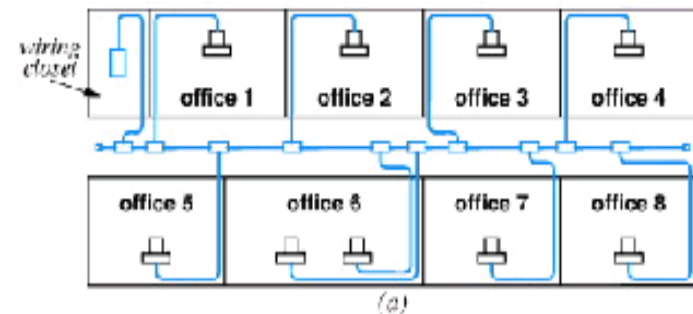 wiring
closet
office 1
office 2
office 3
office 4
office 5
office 6
office 7
office 8
(a)